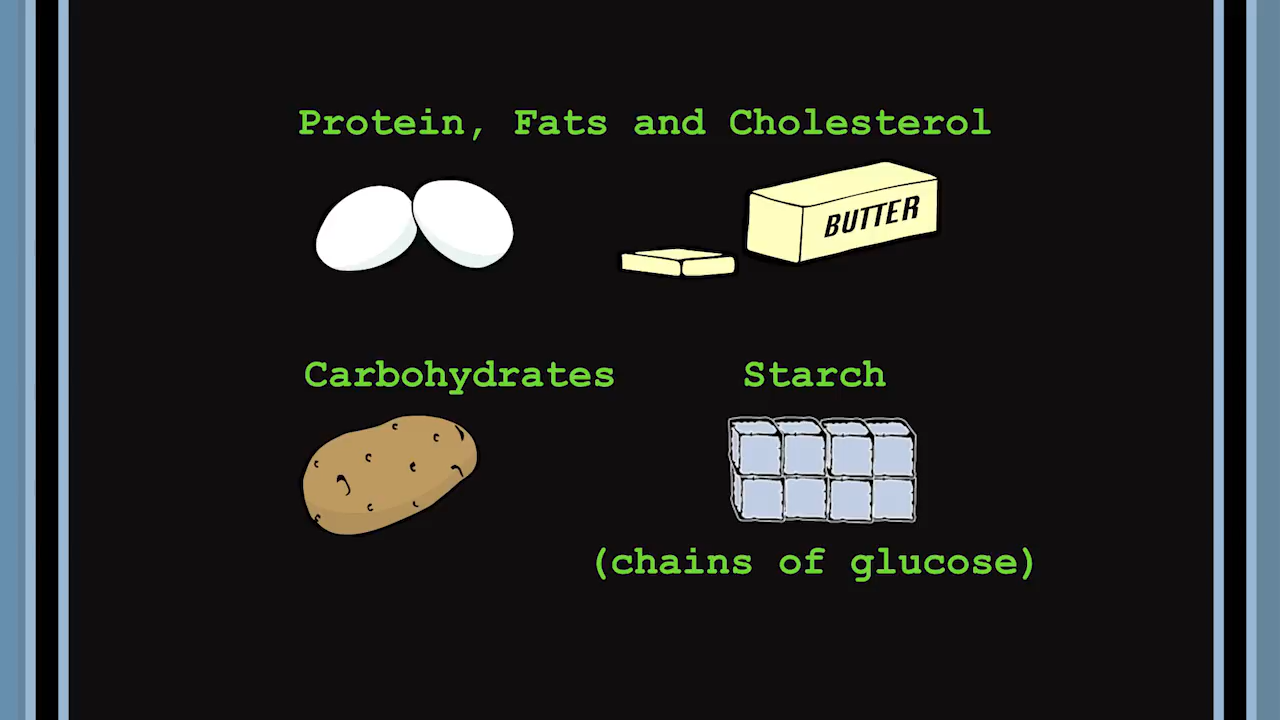 Protein, Fats and Cholesterol
BUTTER
Carbohydrates
Starch
(chains of glucose)